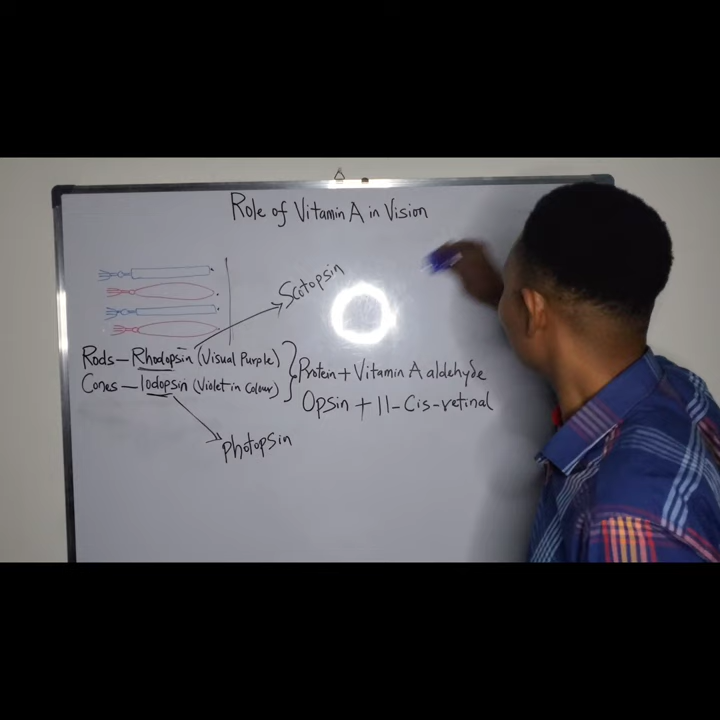 Role of Vitamin A in Vision
Scotopsin
Rods — Rhodopsin (Visual Purple)
Cones — Iodopsin (Violet in Colour)
Protein + Vitamin A aldehyde
Opsin + 11-Cis-retinal
Photopsin